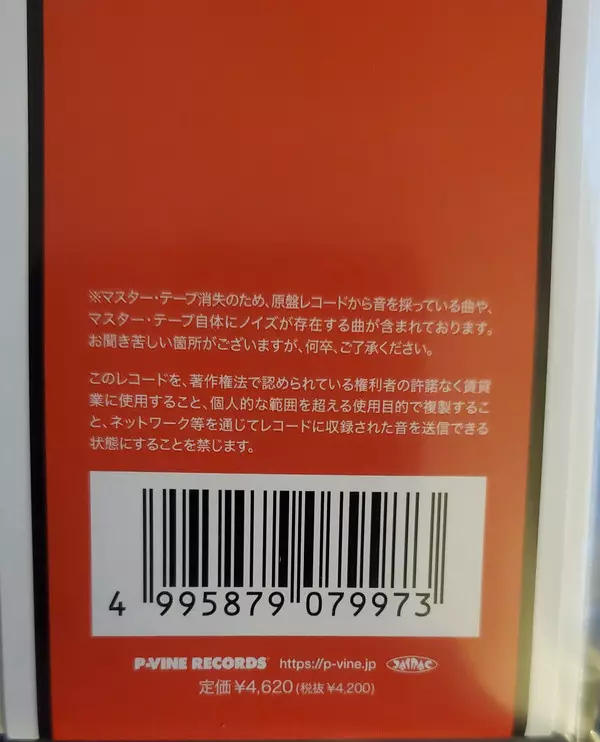 ※マスター・テープ消失のため、原盤レコードから音を採っている曲や、
マスター・テープ自体にノイズが存在する曲が含まれております。
お聞き苦しい箇所がございますが、何卒、ご了承ください。
このレコードを、著作権法で認められている権利者の許諾なく賃貸
業に使用すること、個人的な範囲を超える使用目的で複製するこ
と、ネットワーク等を通じてレコードに収録された音を送信できる
状態にすることを禁じます。
4 995879 079973
P-VINE RECORDS https://p-vine.jp
定価 ¥4,620 (税抜 ¥4,200)